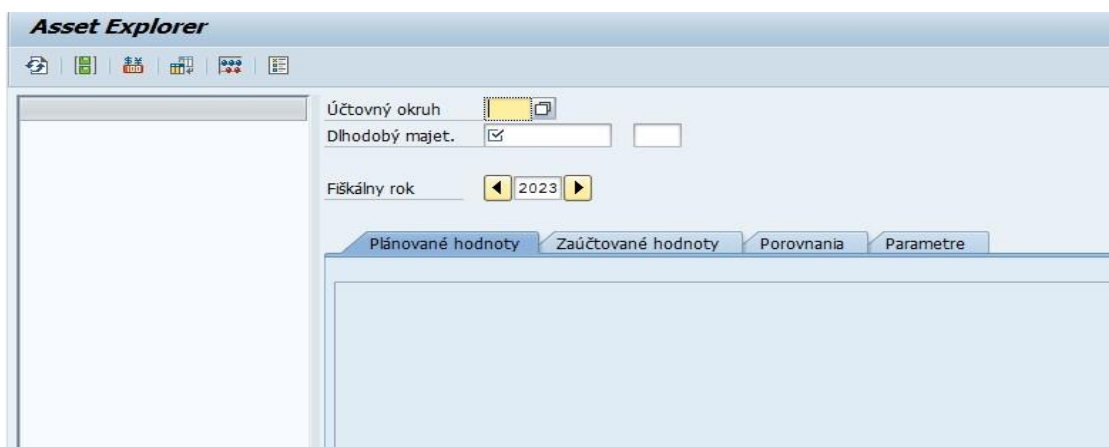 Asset Explorer
Účtovný okruh
Dlhodobý majet.
Fiškálny rok 2023
Plánované hodnoty Zaúčtované hodnoty Porovnania Parametre